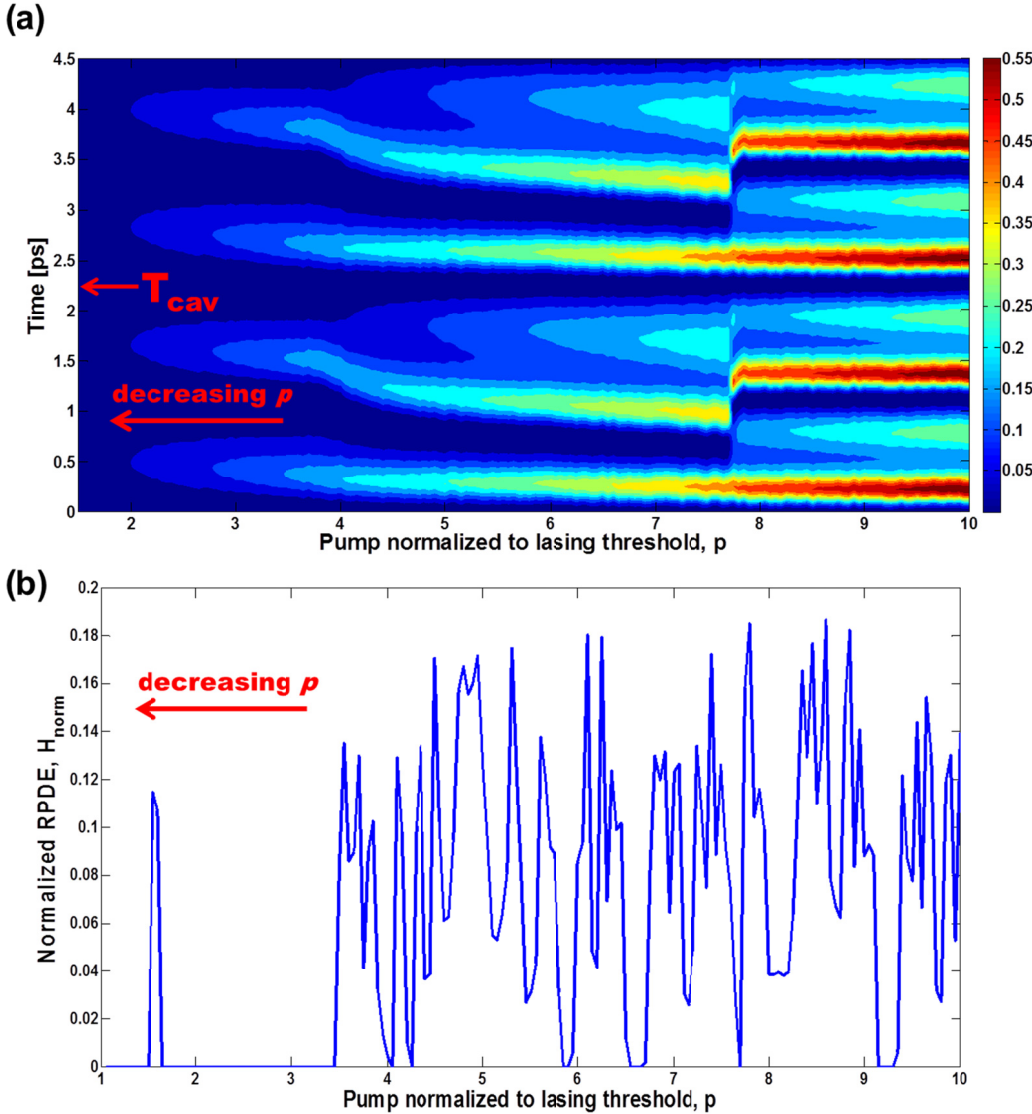 (a)
4.5
4
3.5
3
2.5
2
1.5
1
0.5
0
Time [ps]
T_cav
decreasing p
2 3 4 5 6 7 8 9 10
Pump normalized to lasing threshold, p
0.55
0.5
0.45
0.4
0.35
0.3
0.25
0.2
0.15
0.1
0.05
(b)
0.2
0.18
0.16
0.14
0.12
0.1
0.08
0.06
0.04
0.02
0
Normalized RPDE, H_norm
decreasing p
1 2 3 4 5 6 7 8 9 10
Pump normalized to lasing threshold, p